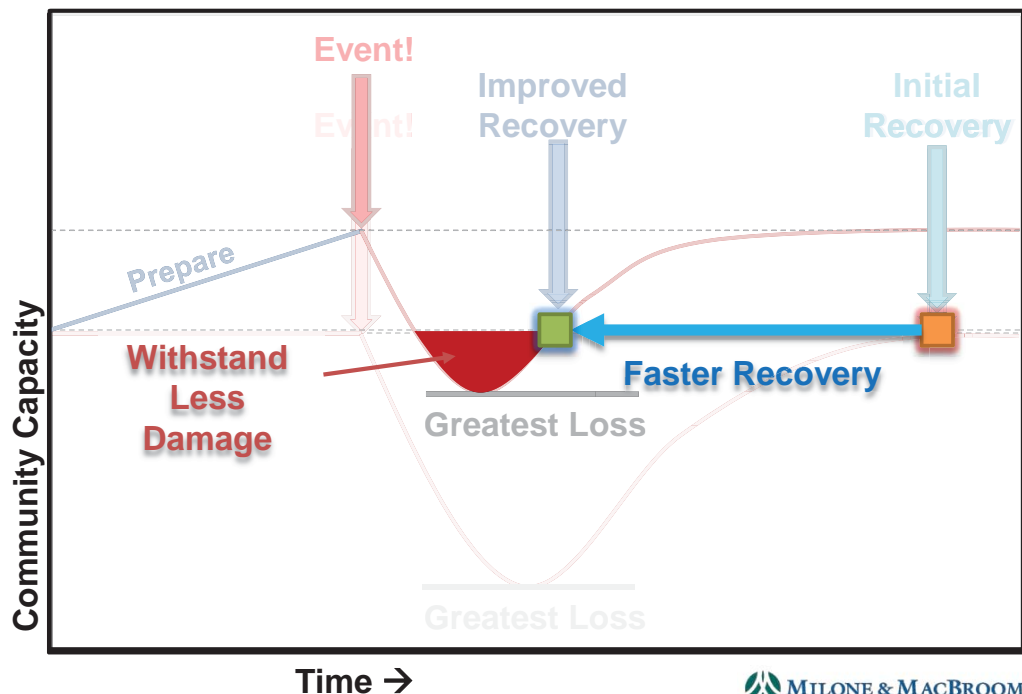 Event!
Event!
Improved
Recovery
Initial
Recovery
Prepare
Community Capacity
Withstand
Less
Damage
Faster Recovery
Greatest Loss
Greatest Loss
Time →
MILONE & MACBROOM